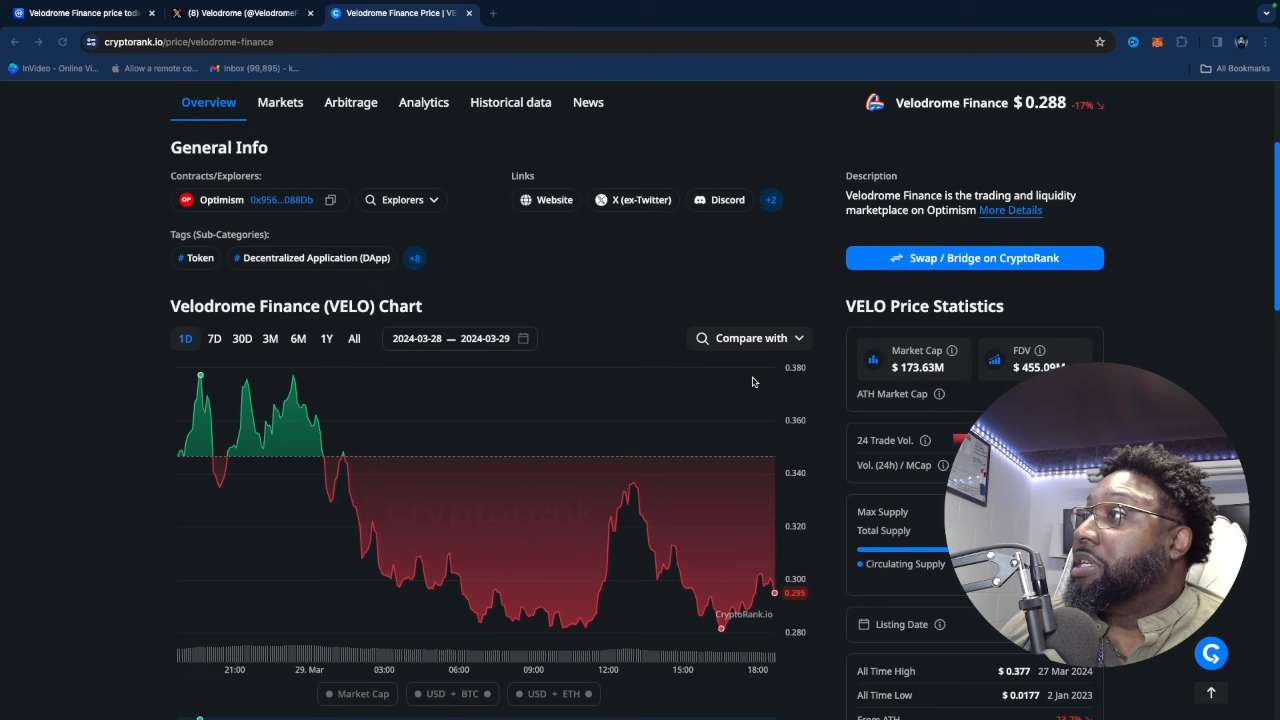 Velodrome Finance price toda
(8) Velodrome (@VelodromeF
Velodrome Finance Price | VE
cryptorank.io/price/velodrome-finance
InVideo - Online Vi...
Allow a remote co...
Inbox (99,895) - k...
All Bookmarks
Overview
Markets
Arbitrage
Analytics
Historical data
News
Velodrome Finance $ 0.288 -17%
General Info
Contracts/Explorers:
OP Optimism 0x956...088Db
Explorers
Links
Website
X (ex-Twitter)
Discord
+2
Description
Velodrome Finance is the trading and liquidity
marketplace on Optimism More Details
Tags (Sub-Categories):
# Token
# Decentralized Application (DApp)
+8
Swap / Bridge on CryptoRank
Velodrome Finance (VELO) Chart
1D 7D 30D 3M 6M 1Y All
2024-03-28 — 2024-03-29
Compare with
0.380
0.360
0.340
0.320
0.300
0.295
0.280
CryptoRank.io
21:00 29. Mar 03:00 06:00 09:00 12:00 15:00 18:00
Market Cap
USD + BTC
USD + ETH
VELO Price Statistics
Market Cap
$ 173.63M
FDV
$ 455.09M
ATH Market Cap
24 Trade Vol.
Vol. (24h) / MCap
Max Supply
Total Supply
Circulating Supply
Listing Date
All Time High $ 0.377 27 Mar 2024
All Time Low $ 0.0177 2 Jan 2023
From ATH 23.7%